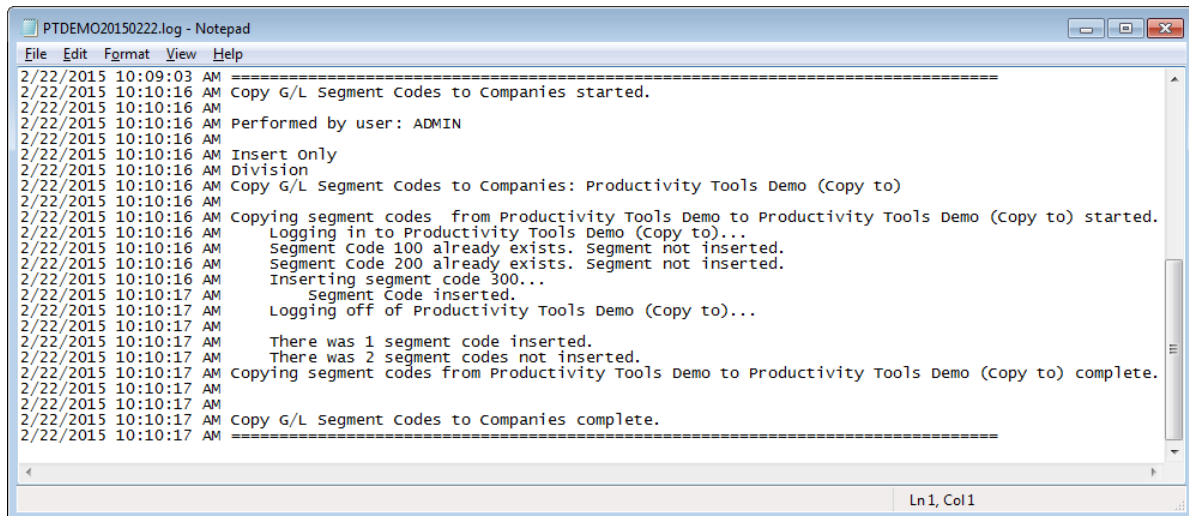 PTDEMO20150222.log - Notepad
File Edit Format View Help
2/22/2015 10:09:03 AM ================================================================================
2/22/2015 10:10:16 AM Copy G/L Segment Codes to Companies started.
2/22/2015 10:10:16 AM
2/22/2015 10:10:16 AM Performed by user: ADMIN
2/22/2015 10:10:16 AM
2/22/2015 10:10:16 AM Insert Only
2/22/2015 10:10:16 AM Division
2/22/2015 10:10:16 AM Copy G/L Segment Codes to Companies: Productivity Tools Demo (Copy to)
2/22/2015 10:10:16 AM
2/22/2015 10:10:16 AM Copying segment codes  from Productivity Tools Demo to Productivity Tools Demo (Copy to) started.
2/22/2015 10:10:16 AM     Logging in to Productivity Tools Demo (Copy to)...
2/22/2015 10:10:16 AM     Segment Code 100 already exists. Segment not inserted.
2/22/2015 10:10:16 AM     Segment Code 200 already exists. Segment not inserted.
2/22/2015 10:10:16 AM     Inserting segment code 300...
2/22/2015 10:10:17 AM         Segment Code inserted.
2/22/2015 10:10:17 AM     Logging off of Productivity Tools Demo (Copy to)...
2/22/2015 10:10:17 AM
2/22/2015 10:10:17 AM     There was 1 segment code inserted.
2/22/2015 10:10:17 AM     There was 2 segment codes not inserted.
2/22/2015 10:10:17 AM Copying segment codes from Productivity Tools Demo to Productivity Tools Demo (Copy to) complete.
2/22/2015 10:10:17 AM
2/22/2015 10:10:17 AM
2/22/2015 10:10:17 AM Copy G/L Segment Codes to Companies complete.
2/22/2015 10:10:17 AM ================================================================================
Ln 1, Col 1